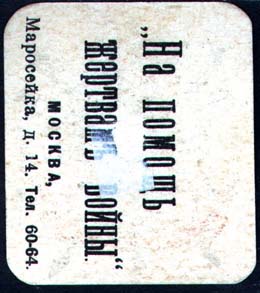 „На помощь
жертвамъ войны.“
МОСКВА,
Маросейка, д. 14. Тел. 60-64.